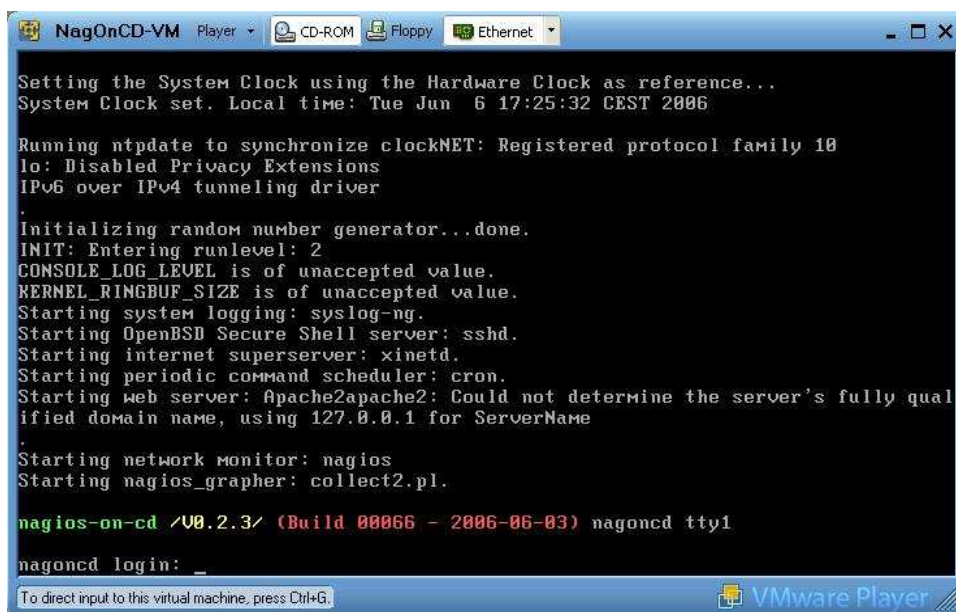 NagOnCD-VM Player CD-ROM Floppy Ethernet
Setting the System Clock using the Hardware Clock as reference...
System Clock set. Local time: Tue Jun  6 17:25:32 CEST 2006
Running ntpdate to synchronize clockNET: Registered protocol family 10
lo: Disabled Privacy Extensions
IPv6 over IPv4 tunneling driver
.
Initializing random number generator...done.
INIT: Entering runlevel: 2
CONSOLE_LOG_LEVEL is of unaccepted value.
KERNEL_RINGBUF_SIZE is of unaccepted value.
Starting system logging: syslog-ng.
Starting OpenBSD Secure Shell server: sshd.
Starting internet superserver: xinetd.
Starting periodic command scheduler: cron.
Starting web server: Apache2apache2: Could not determine the server's fully qual
ified domain name, using 127.0.0.1 for ServerName
.
Starting network monitor: nagios
Starting nagios_grapher: collect2.pl.
nagios-on-cd /V0.2.3/ (Build 00066 - 2006-06-03) nagoncd tty1
nagoncd login: _
To direct input to this virtual machine, press Ctrl+G. VMware Player